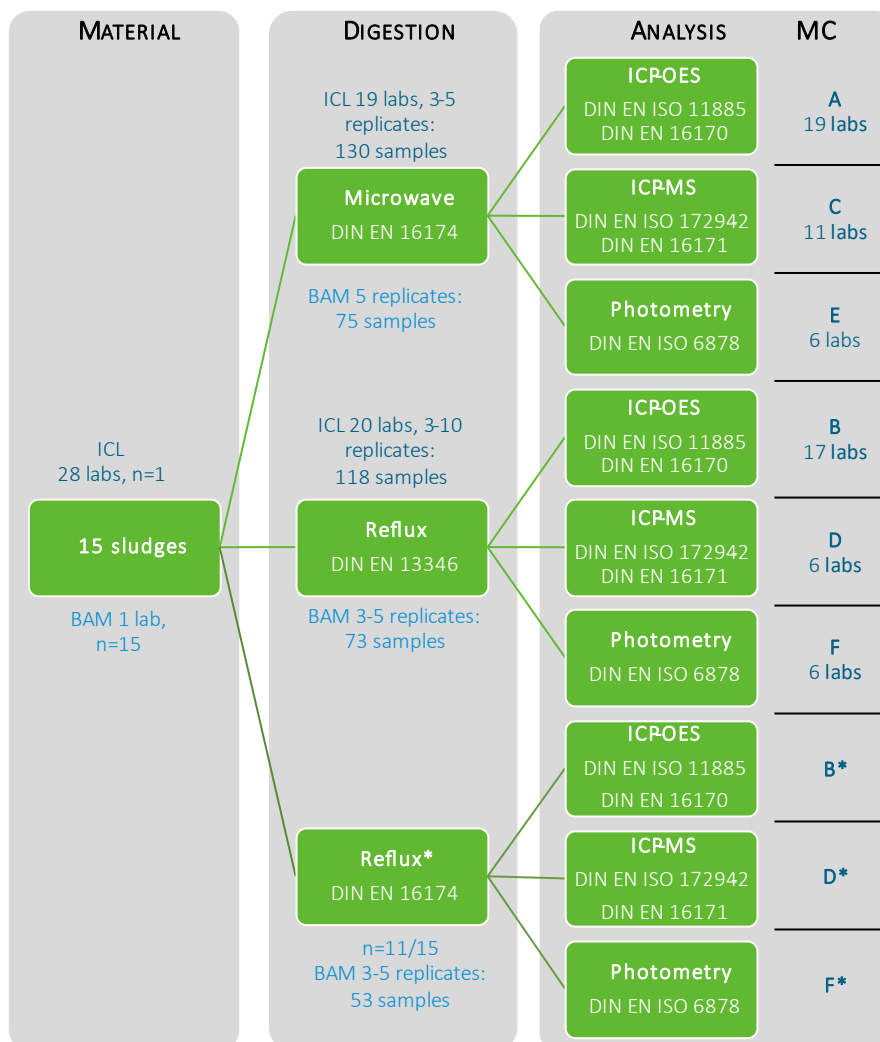 MATERIAL
DIGESTION
ANALYSIS
MC
ICL
28 labs, n=1
15 sludges
BAM 1 lab,
n=15
ICL 19 labs, 3-5
replicates:
130 samples
Microwave
DIN EN 16174
BAM 5 replicates:
75 samples
ICP-OES
DIN EN ISO 11885
DIN EN 16170
A
19 labs
ICP-MS
DIN EN ISO 172942
DIN EN 16171
C
11 labs
Photometry
DIN EN ISO 6878
E
6 labs
ICL 20 labs, 3-10
replicates:
118 samples
Reflux
DIN EN 13346
BAM 3-5 replicates:
73 samples
ICP-OES
DIN EN ISO 11885
DIN EN 16170
B
17 labs
ICP-MS
DIN EN ISO 172942
DIN EN 16171
D
6 labs
Photometry
DIN EN ISO 6878
F
6 labs
Reflux*
DIN EN 16174
n=11/15
BAM 3-5 replicates:
53 samples
ICP-OES
DIN EN ISO 11885
DIN EN 16170
B*
ICP-MS
DIN EN ISO 172942
DIN EN 16171
D*
Photometry
DIN EN ISO 6878
F*